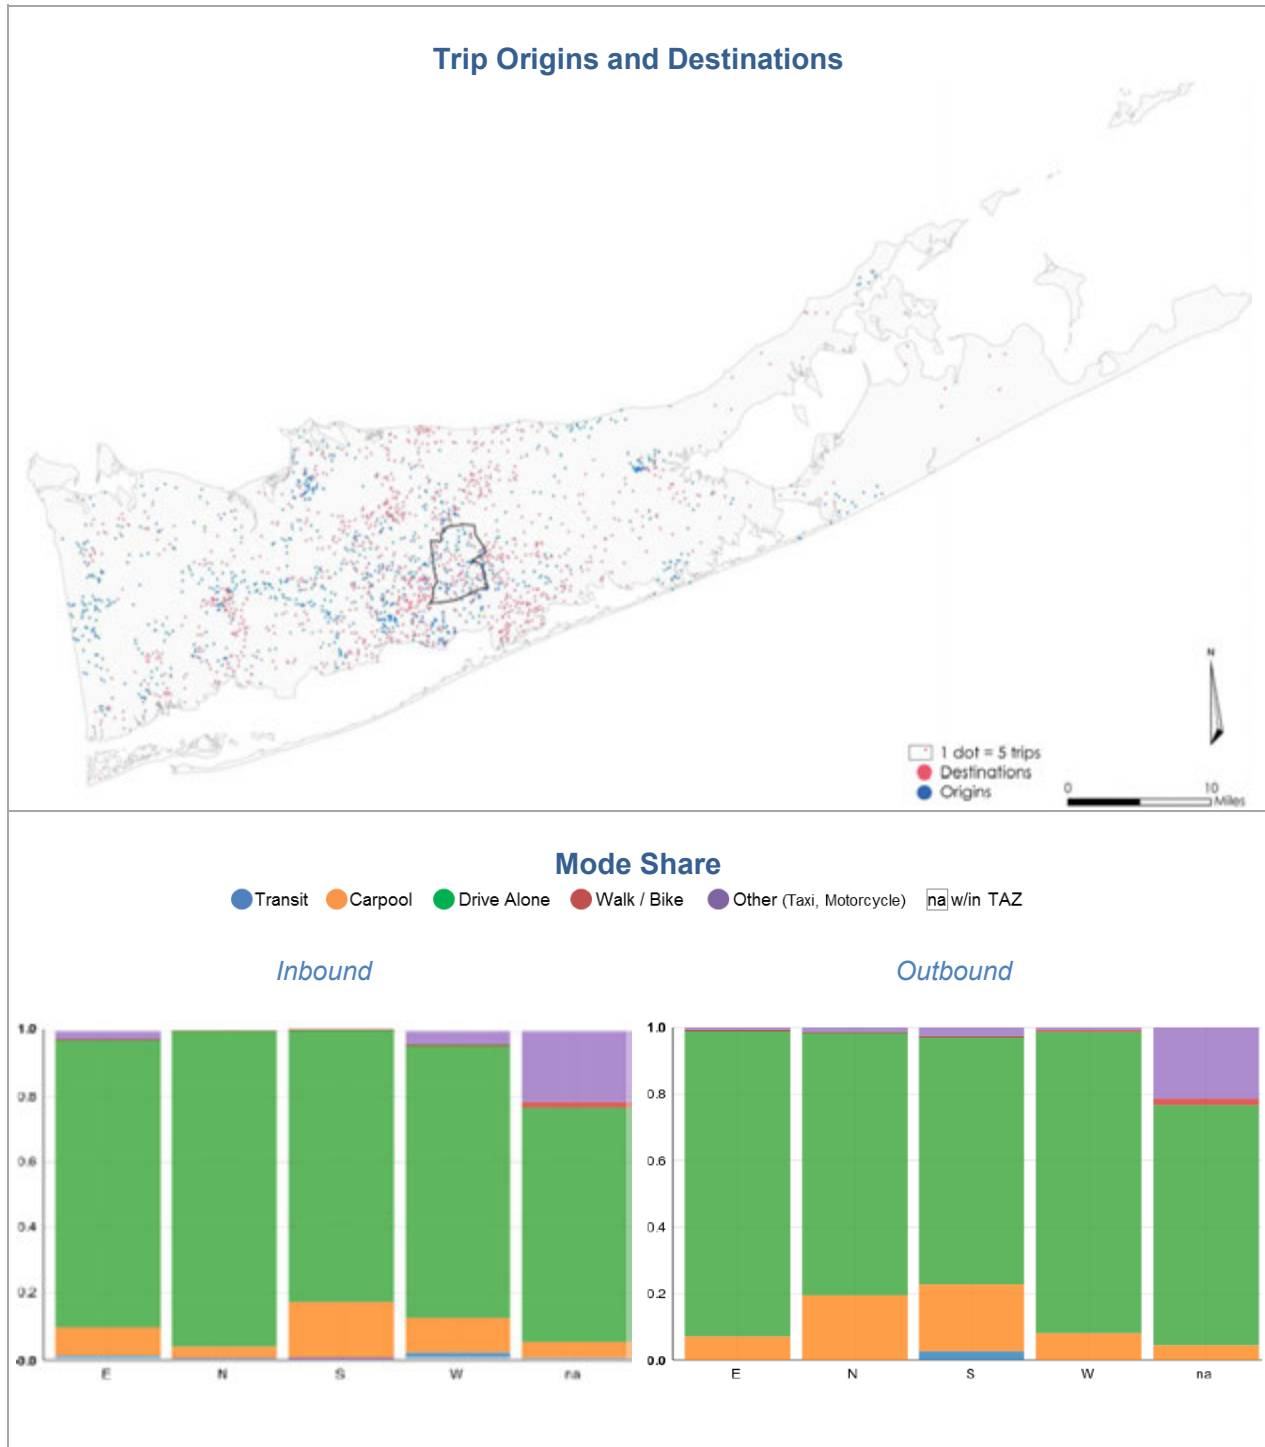 Trip Origins and Destinations
N
1 dot = 5 trips
Destinations
Origins
0 10
Miles
Mode Share
Transit Carpool Drive Alone Walk / Bike Other (Taxi, Motorcycle) na w/in TAZ
Inbound
Outbound
1.0
0.8
0.6
0.4
0.2
0.0
E N S W na
1.0
0.8
0.6
0.4
0.2
0.0
E N S W na